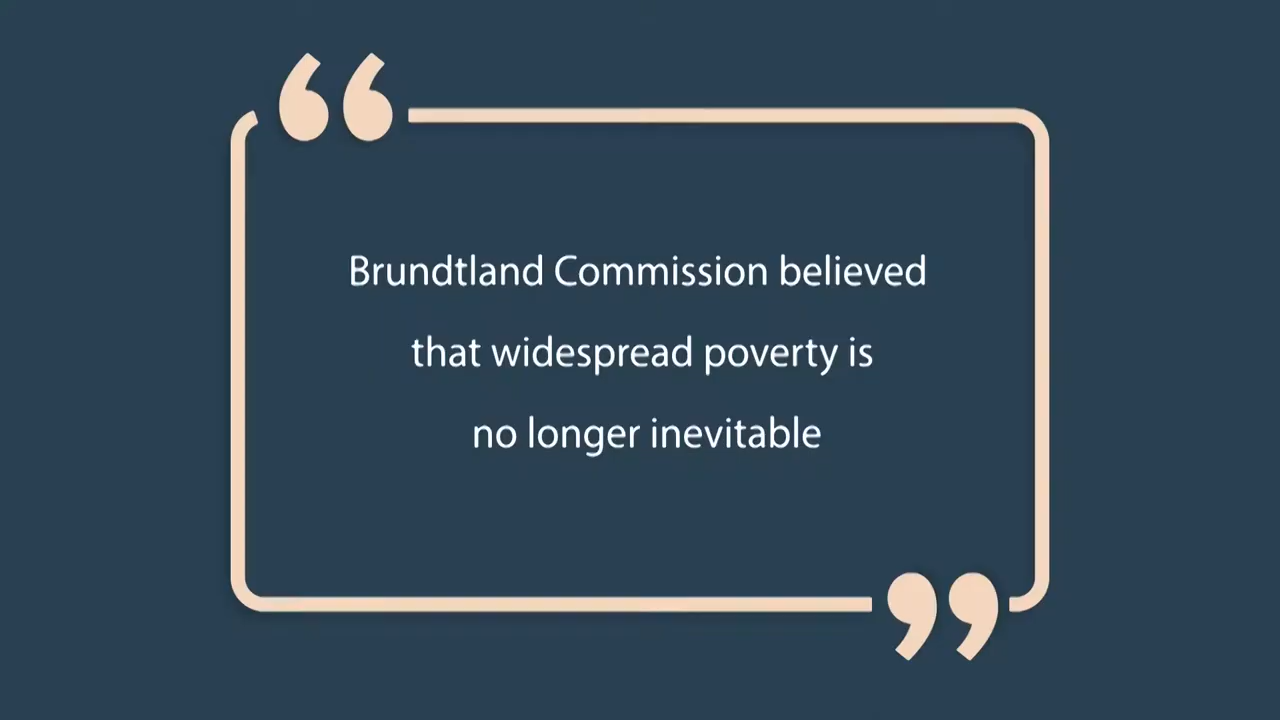 Brundtland Commission believed
that widespread poverty is
no longer inevitable